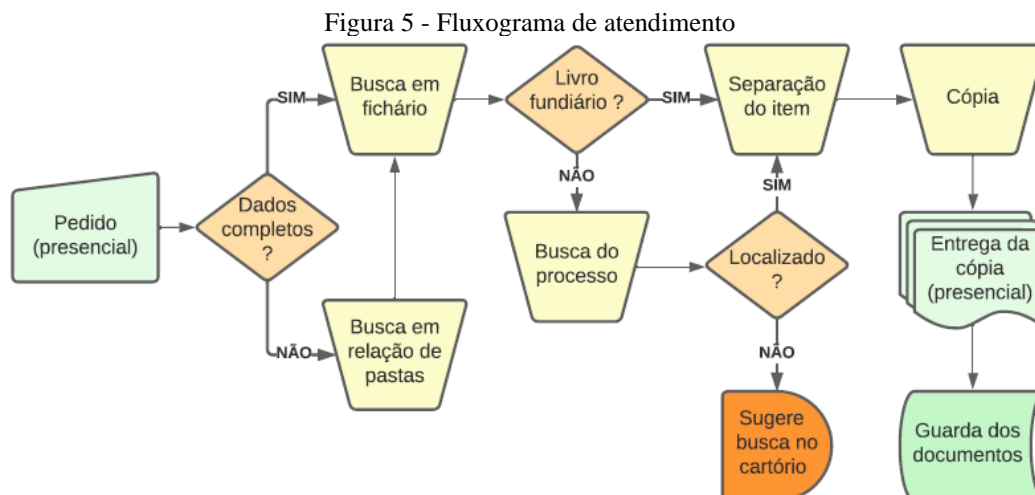 Figura 5 - Fluxograma de atendimento
Pedido
(presencial)
Dados
completos
?
SIM
NÃO
Busca em
fichário
Busca em
relação de
pastas
Livro
fundiário ?
SIM
NÃO
Busca do
processo
Localizado
?
SIM
NÃO
Separação
do item
Sugere
busca no
cartório
Cópia
Entrega da
cópia
(presencial)
Guarda dos
documentos